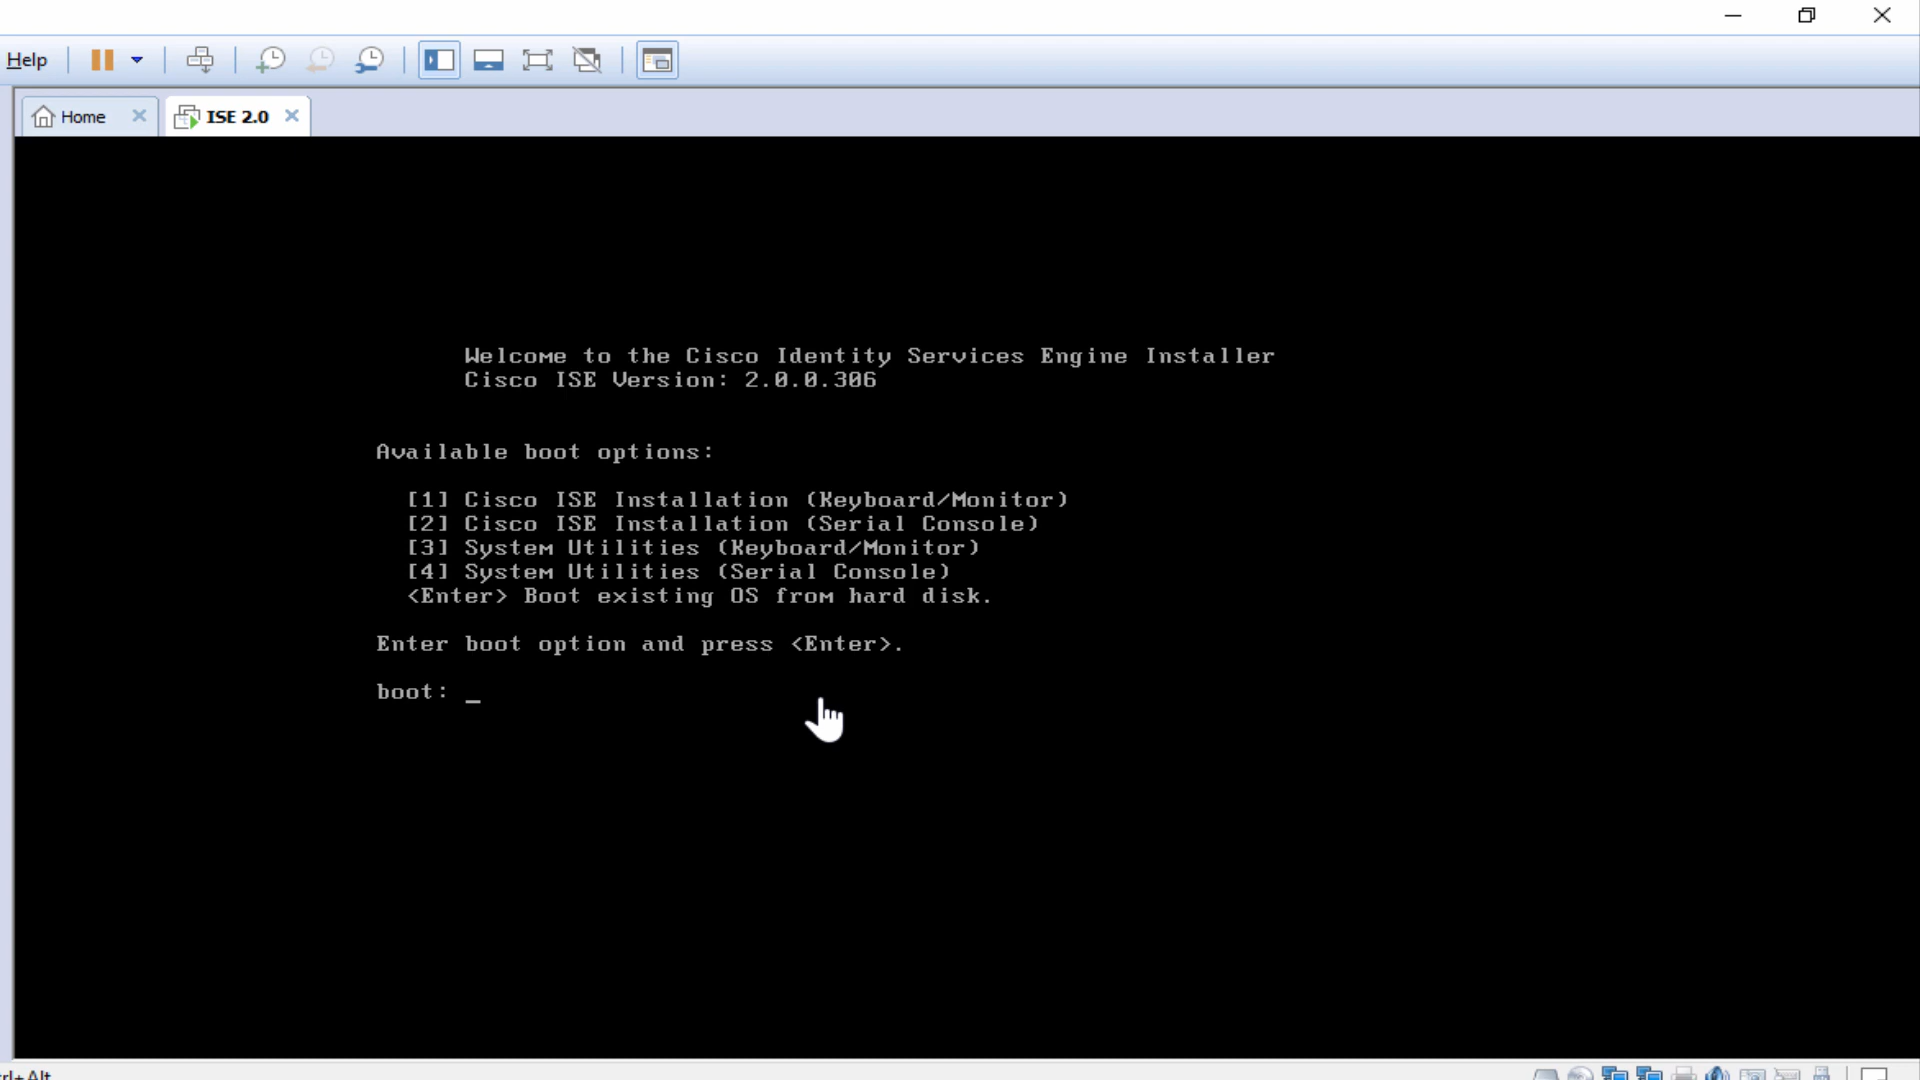 Help
Home
ISE 2.0
Welcome to the Cisco Identity Services Engine Installer
Cisco ISE Version: 2.0.0.306
Available boot options:
[1] Cisco ISE Installation (Keyboard/Monitor)
[2] Cisco ISE Installation (Serial Console)
[3] System Utilities (Keyboard/Monitor)
[4] System Utilities (Serial Console)
<Enter> Boot existing OS from hard disk.
Enter boot option and press <Enter>.
boot: _
rl+Alt